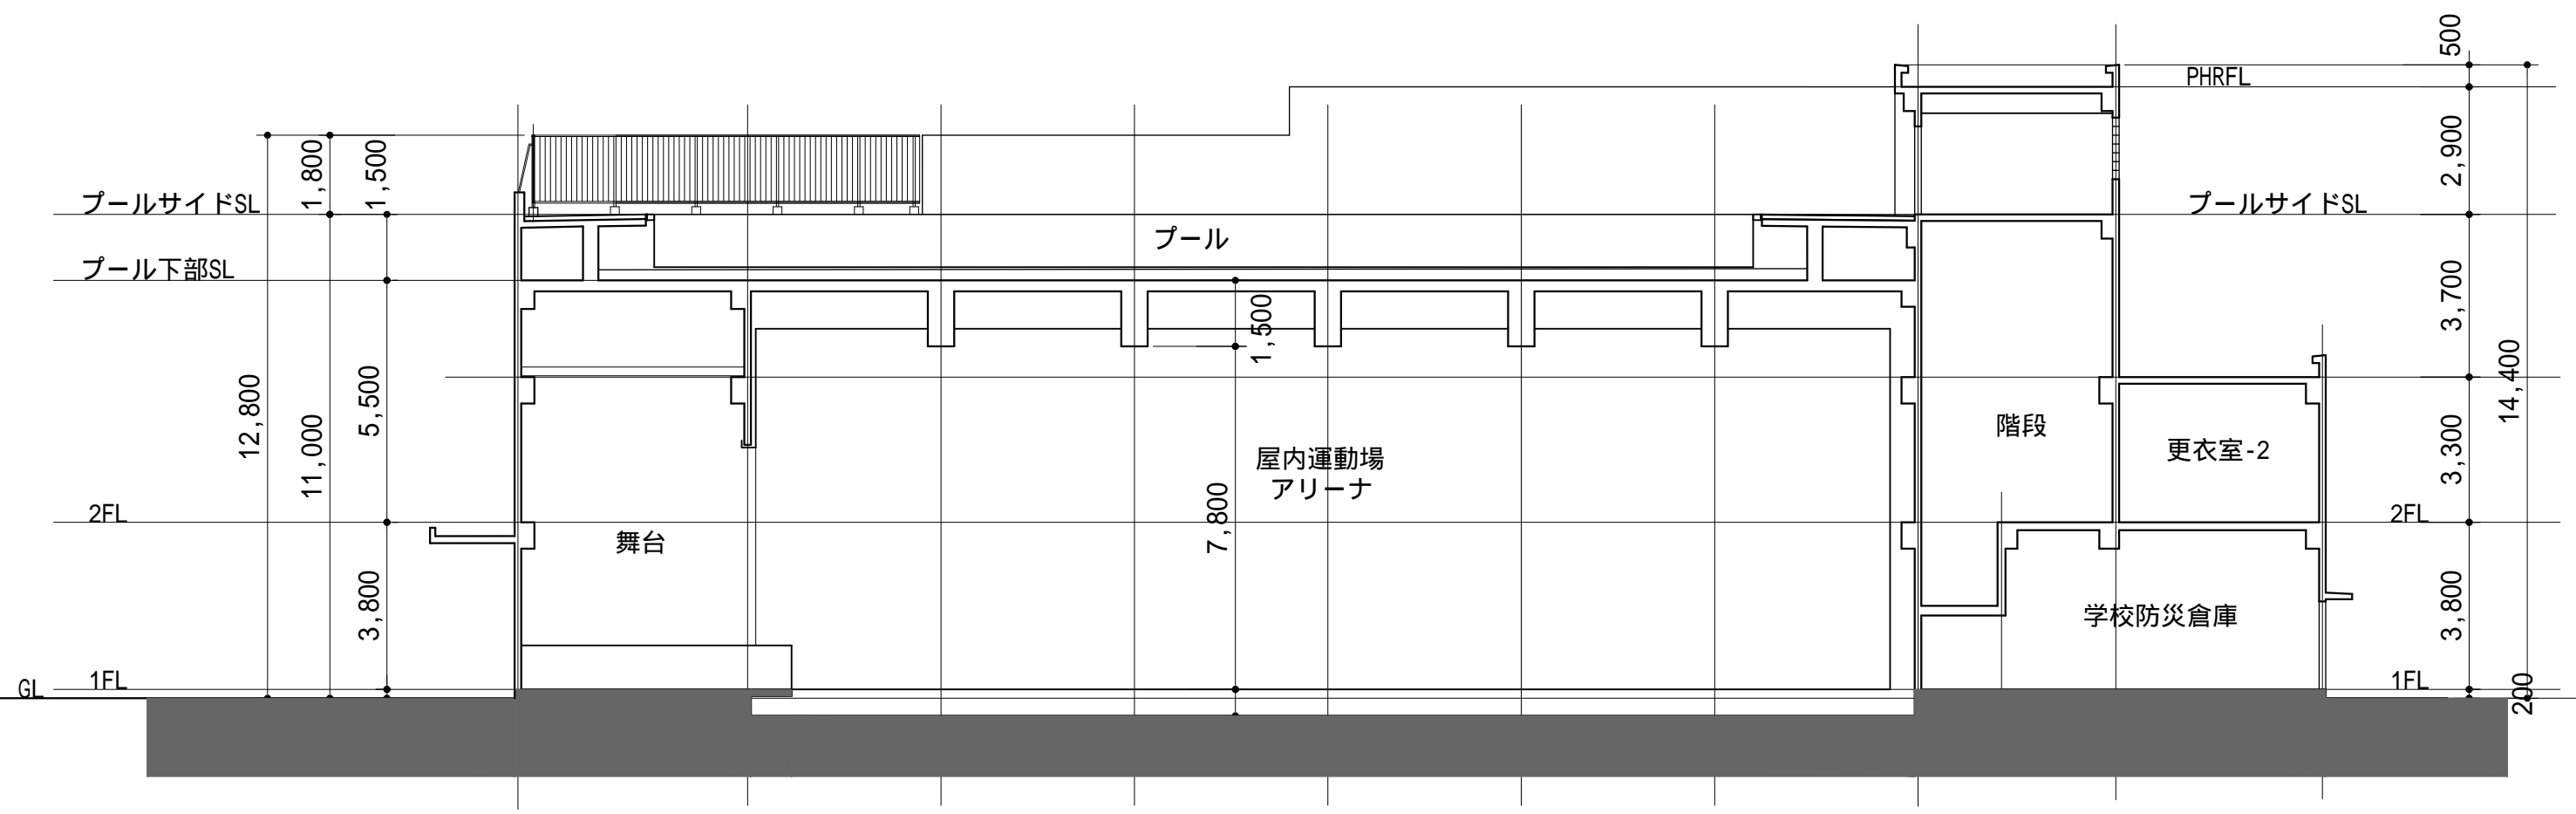 500
PHRFL
1,800
1,500
2,900
プールサイドSL
プールサイドSL
プール
プール下部SL
3,700
1,500
12,800
11,000
5,500
14,400
階段
3,300
更衣室-2
屋内運動場
アリーナ
7,800
2FL
2FL
舞台
3,800
3,800
学校防災倉庫
GL
1FL
1FL
200